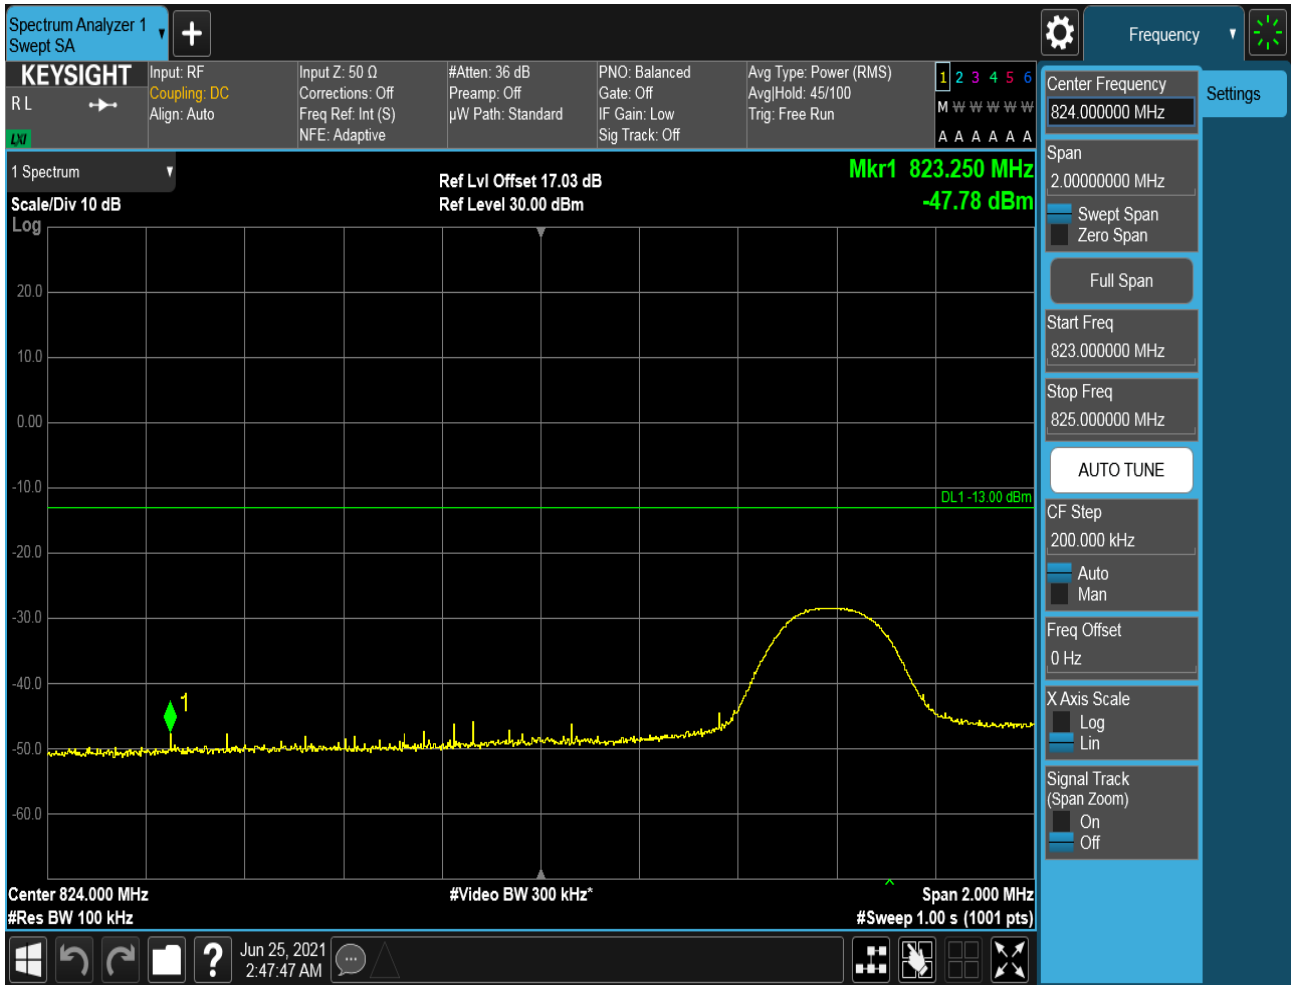 Spectrum Analyzer 1
Swept SA
+
Frequency
KEYSIGHT
R L
LXI
Input: RF
Coupling: DC
Align: Auto
Input Z: 50 Ω
Corrections: Off
Freq Ref: Int (S)
NFE: Adaptive
#Atten: 36 dB
Preamp: Off
µW Path: Standard
PNO: Balanced
Gate: Off
IF Gain: Low
Sig Track: Off
Avg Type: Power (RMS)
Avg|Hold: 45/100
Trig: Free Run
1 2 3 4 5 6
M W W W W W
A A A A A A
1 Spectrum
Scale/Div 10 dB
Log
Ref Lvl Offset 17.03 dB
Ref Level 30.00 dBm
Mkr1 823.250 MHz
-47.78 dBm
20.0
10.0
0.00
-10.0
DL1 -13.00 dBm
-20.0
-30.0
-40.0
1
-50.0
-60.0
Center 824.000 MHz
#Res BW 100 kHz
#Video BW 300 kHz*
Span 2.000 MHz
#Sweep 1.00 s (1001 pts)
Center Frequency
824.000000 MHz
Settings
Span
2.00000000 MHz
Swept Span
Zero Span
Full Span
Start Freq
823.000000 MHz
Stop Freq
825.000000 MHz
AUTO TUNE
CF Step
200.000 kHz
Auto
Man
Freq Offset
0 Hz
X Axis Scale
Log
Lin
Signal Track
(Span Zoom)
On
Off
?
Jun 25, 2021
2:47:47 AM